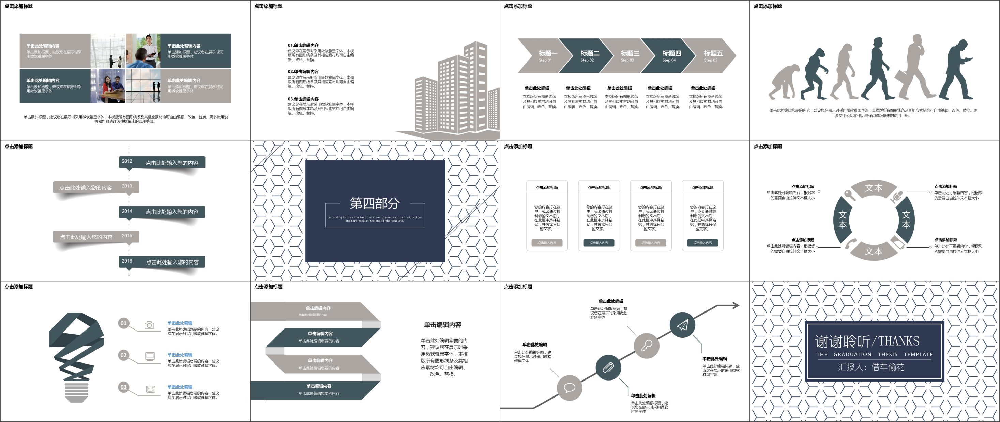 点击添加标题
单击此处编辑内容
单击添加标题，建议您在展示时采
用微软雅黑字体
单击此处编辑内容
单击添加标题，建议您在展示时采
用微软雅黑字体
单击此处编辑内容
单击添加标题，建议您在展示时采
用微软雅黑字体
单击此处编辑内容
单击添加标题，建议您在展示时采
用微软雅黑字体
单击添加标题，建议您在展示时采用微软雅黑字体，本模版所有图形线条及其相应素材均可自由编辑、改色、替换。更多使用说
明和作品请详阅模版最末的使用手册。
点击添加标题
01.单击编辑内容
建议您在展示时采用微软雅黑字体，本模
版所有图形线条及其相应素材均可自由编
辑、改色、替换。
02.单击编辑内容
建议您在展示时采用微软雅黑字体，本模
版所有图形线条及其相应素材均可自由编
辑、改色、替换。
03.单击编辑内容
建议您在展示时采用微软雅黑字体，本模
版所有图形线条及其相应素材均可自由编
辑、改色、替换。
点击添加标题
标题一
Step 01
标题二
Step 02
标题三
Step 03
标题四
Step 04
标题五
Step 05
单击此处编辑
本模版所有图形线条
及其相应素材均可自
由编辑、改色、替换。
单击此处编辑
本模版所有图形线条
及其相应素材均可自
由编辑、改色、替换。
单击此处编辑
本模版所有图形线条
及其相应素材均可自
由编辑、改色、替换。
单击此处编辑
本模版所有图形线条
及其相应素材均可自
由编辑、改色、替换。
单击此处编辑
本模版所有图形线条
及其相应素材均可自
由编辑、改色、替换。
点击添加标题
单击此处编辑您要的内容，建议您在展示时采用微软雅黑字体，本模版所有图形线条及其相应素材均可自由编辑、改色、替换。更
多使用说明和作品请详阅模版最末的使用手册。
点击添加标题
2012 点击此处输入您的内容
点击此处输入您的内容 2013
2014 点击此处输入您的内容
点击此处输入您的内容 2015
2016 点击此处输入您的内容
第四部分
according to draw the text box size。please read the instructions
and more work at the end of the template.
点击添加标题
点击添加标题
您的内容打在这
里，或者通过复
制您的文本后，
在此框中选择粘
贴，并选择只保
留文字。
点击输入内容
点击添加标题
您的内容打在这
里，或者通过复
制您的文本后，
在此框中选择粘
贴，并选择只保
留文字。
点击输入内容
点击添加标题
您的内容打在这
里，或者通过复
制您的文本后，
在此框中选择粘
贴，并选择只保
留文字。
点击输入内容
点击添加标题
您的内容打在这
里，或者通过复
制您的文本后，
在此框中选择粘
贴，并选择只保
留文字。
点击输入内容
点击添加标题
点击添加标题
单击此处可编辑内容，根据您
的需要自由拉伸文本框大小
点击添加标题
单击此处可编辑内容，根据您
的需要自由拉伸文本框大小
文本
文本
文本
文本
点击添加标题
单击此处可编辑内容，根据您
的需要自由拉伸文本框大小
点击添加标题
单击此处可编辑内容，根据您
的需要自由拉伸文本框大小
点击添加标题
01
单击此处编辑
单击此处编辑您要的内容，建议
您在展示时采用微软雅黑字体。
02
单击此处编辑
单击此处编辑您要的内容，建议
您在展示时采用微软雅黑字体。
03
单击此处编辑
单击此处编辑您要的内容，建议
您在展示时采用微软雅黑字体。
点击添加标题
单击编辑内容
单击此处编辑您要的内容
单击编辑内容
单击此处编辑您要的内容
单击编辑内容
单击此处编辑您要的内容
单击编辑内容
单击此处编辑您要的内容
单击编辑内容
单击此处编辑您要的内
容，建议您在展示时采
用微软雅黑字体，本模
版所有图形线条及其相
应素材均可自由编辑、
改色、替换。
点击添加标题
单击此处编辑
单击此处编辑标题，建
议您在展示时采用微软
雅黑字体
单击此处编辑
单击此处编辑标题，建
议您在展示时采用微软
雅黑字体
单击此处编辑
单击此处编辑标题，建
议您在展示时采用微软
雅黑字体
单击此处编辑
单击此处编辑标题，建
议您在展示时采用微软
雅黑字体
谢谢聆听/THANKS
THE GRADUATION THESIS TEMPLATE
汇报人：借车偷花